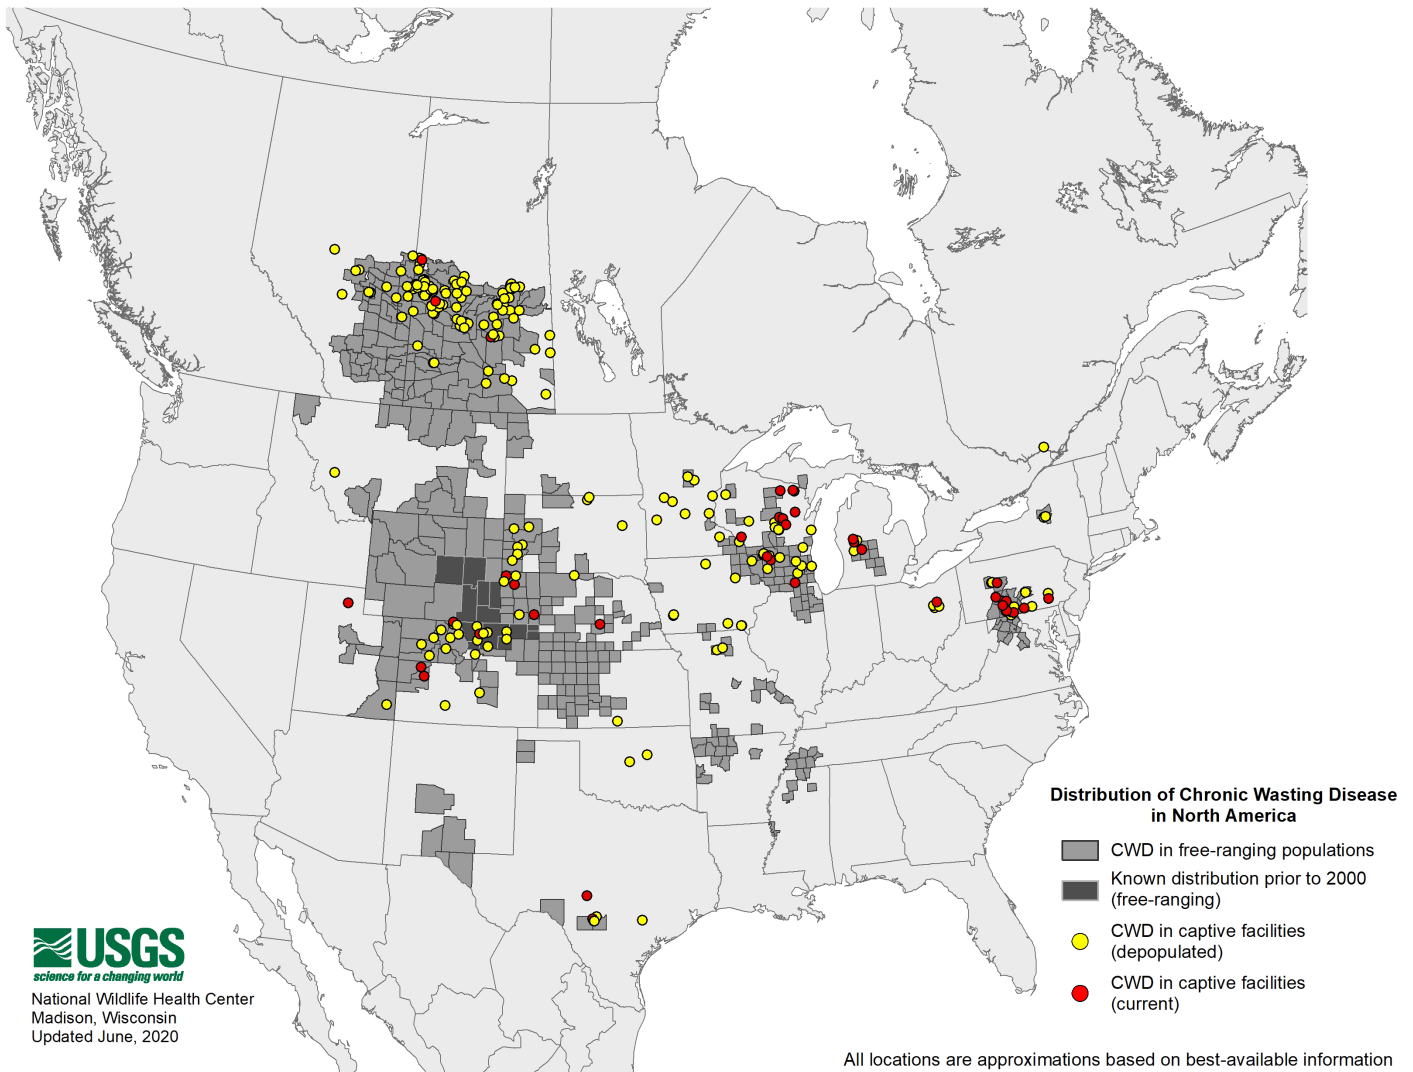 Distribution of Chronic Wasting Disease
in North America
CWD in free-ranging populations
Known distribution prior to 2000
(free-ranging)
CWD in captive facilities
(depopulated)
CWD in captive facilities
(current)
USGS
science for a changing world
National Wildlife Health Center
Madison, Wisconsin
Updated June, 2020
All locations are approximations based on best-available information